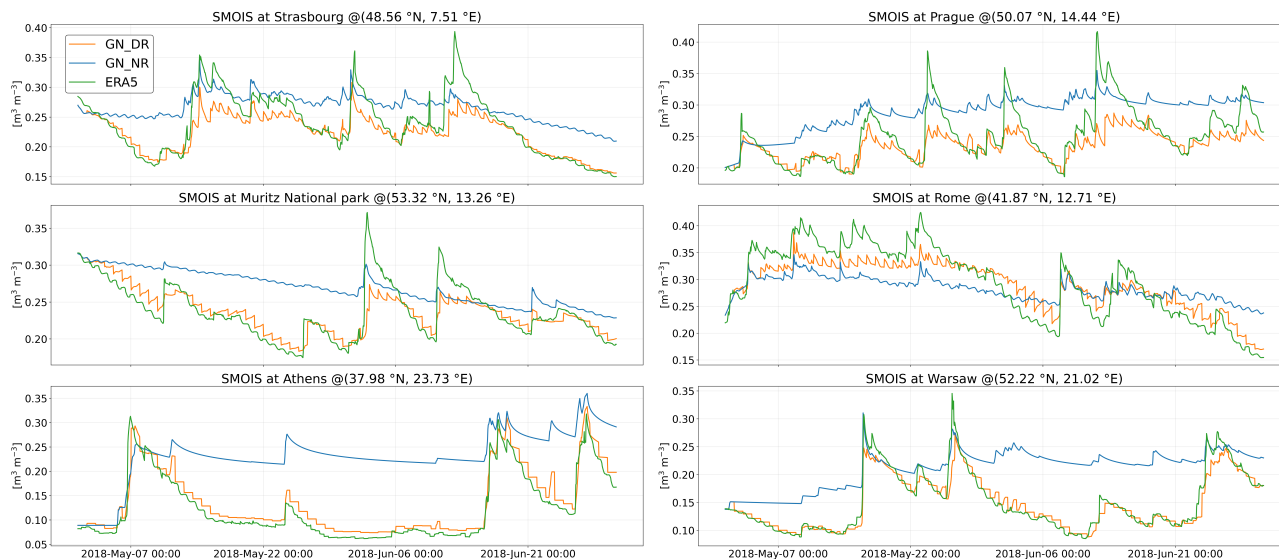 SMOIS at Strasbourg @(48.56 °N, 7.51 °E)
[m³ m⁻³]
0.40
0.35
0.30
0.25
0.20
0.15
GN_DR
GN_NR
ERA5
SMOIS at Prague @(50.07 °N, 14.44 °E)
[m³ m⁻³]
0.40
0.35
0.30
0.25
0.20
SMOIS at Muritz National park @(53.32 °N, 13.26 °E)
[m³ m⁻³]
0.35
0.30
0.25
0.20
SMOIS at Rome @(41.87 °N, 12.71 °E)
[m³ m⁻³]
0.40
0.35
0.30
0.25
0.20
0.15
SMOIS at Athens @(37.98 °N, 23.73 °E)
[m³ m⁻³]
0.35
0.30
0.25
0.20
0.15
0.10
0.05
2018-May-07 00:00 2018-May-22 00:00 2018-Jun-06 00:00 2018-Jun-21 00:00
SMOIS at Warsaw @(52.22 °N, 21.02 °E)
[m³ m⁻³]
0.35
0.30
0.25
0.20
0.15
0.10
2018-May-07 00:00 2018-May-22 00:00 2018-Jun-06 00:00 2018-Jun-21 00:00